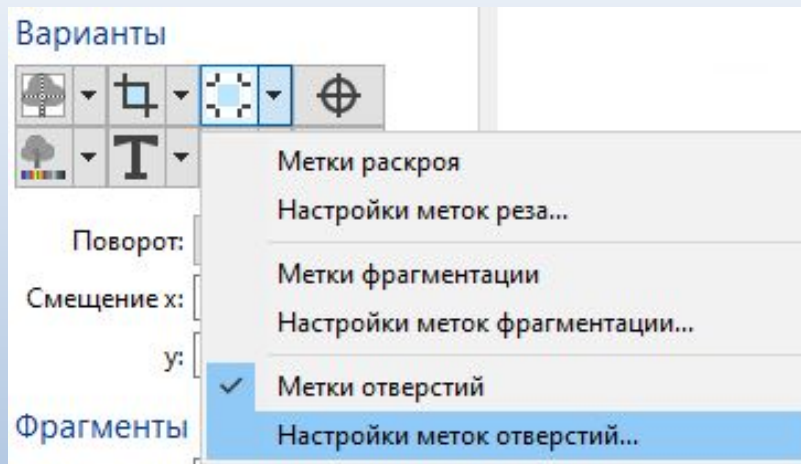 Варианты
T
Метки раскроя
Настройки меток реза...
Поворот:
Метки фрагментации
Смещение x:
Настройки меток фрагментации...
y:
Метки отверстий
Фрагменты
Настройки меток отверстий...